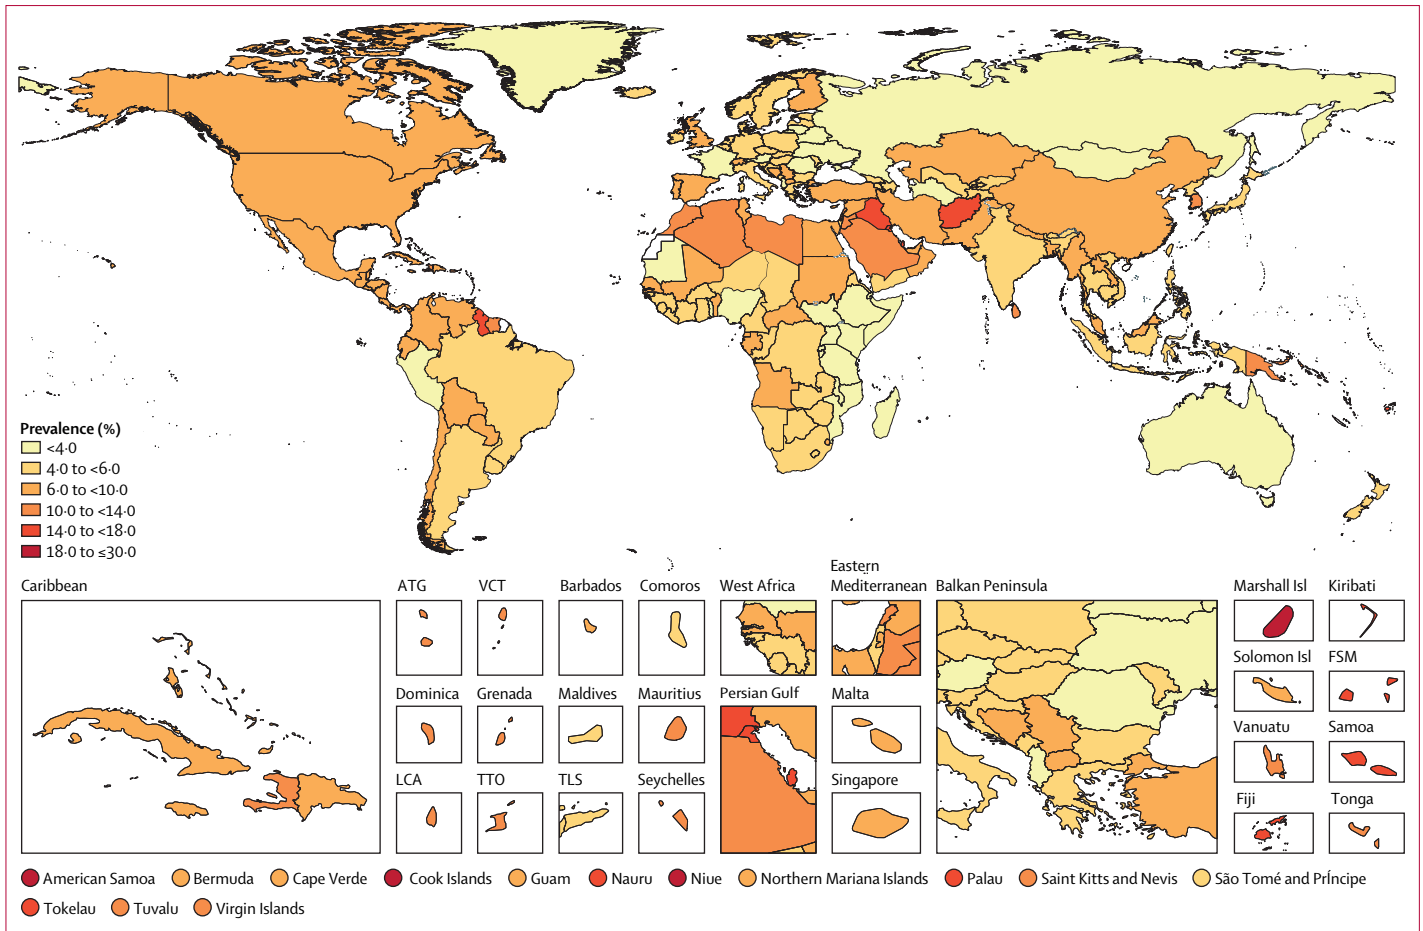 Prevalence (%)
<4·0
4·0 to <6·0
6·0 to <10·0
10·0 to <14·0
14·0 to <18·0
18·0 to ≤30·0
Caribbean
ATG
VCT
Barbados
Comoros
West Africa
Eastern
Mediterranean
Balkan Peninsula
Marshall Isl
Kiribati
Solomon Isl
FSM
Dominica
Grenada
Maldives
Mauritius
Persian Gulf
Malta
Vanuatu
Samoa
LCA
TTO
TLS
Seychelles
Singapore
Fiji
Tonga
American Samoa Bermuda Cape Verde Cook Islands Guam Nauru Niue Northern Mariana Islands Palau Saint Kitts and Nevis São Tomé and PrÍncipe
Tokelau Tuvalu Virgin Islands